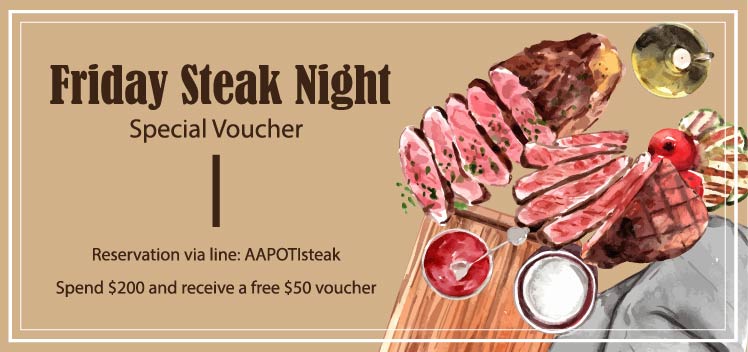 Friday Steak Night
Special Voucher
Reservation via line: AAPOTIsteak
Spend $200 and receive a free $50 voucher